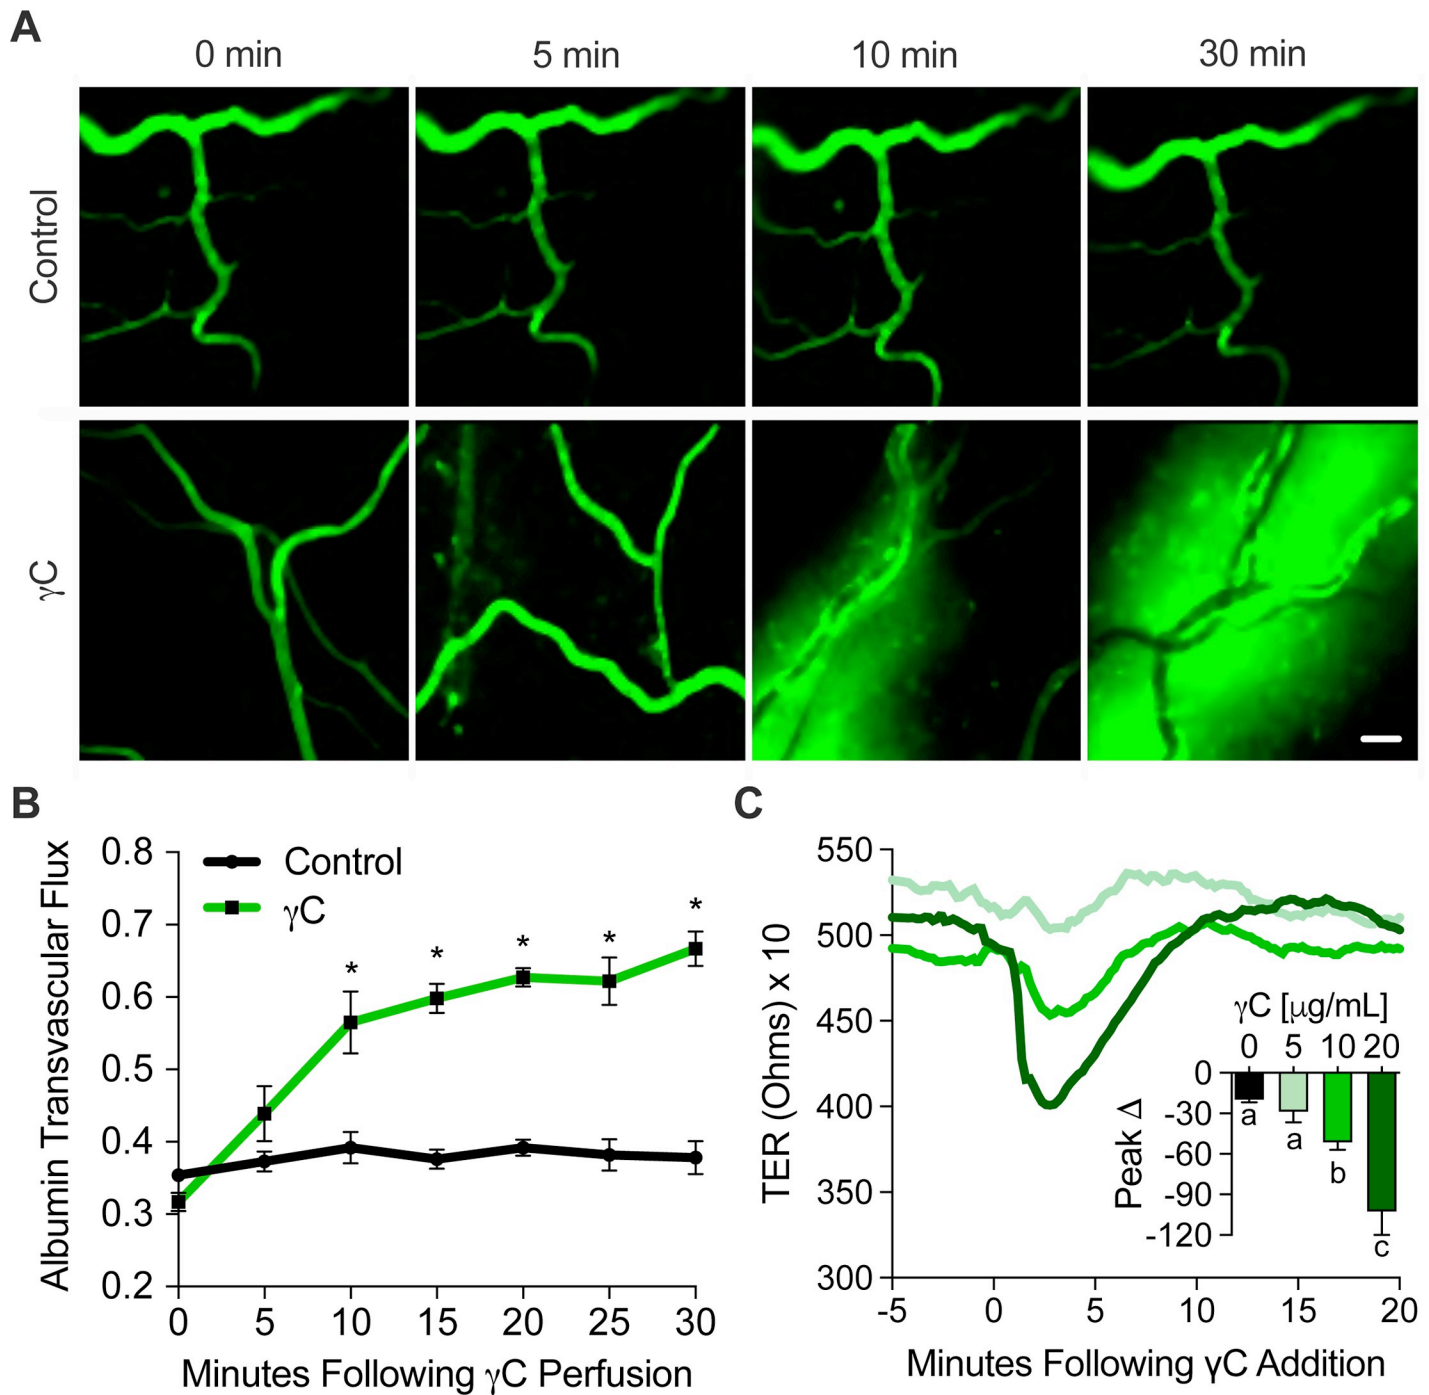 A
0 min 5 min 10 min 30 min
Control
γC
B
Albumin Transvascular Flux
0.8
0.7
0.6
0.5
0.4
0.3
0.2
Control
γC
* * * * *
0 5 10 15 20 25 30
Minutes Following γC Perfusion
C
TER (Ohms) x 10
550
500
450
400
350
300
γC [μg/mL]
0 5 10 20
Peak Δ
0
-30
-60
-90
-120
a a b c
-5 0 5 10 15 20
Minutes Following γC Addition